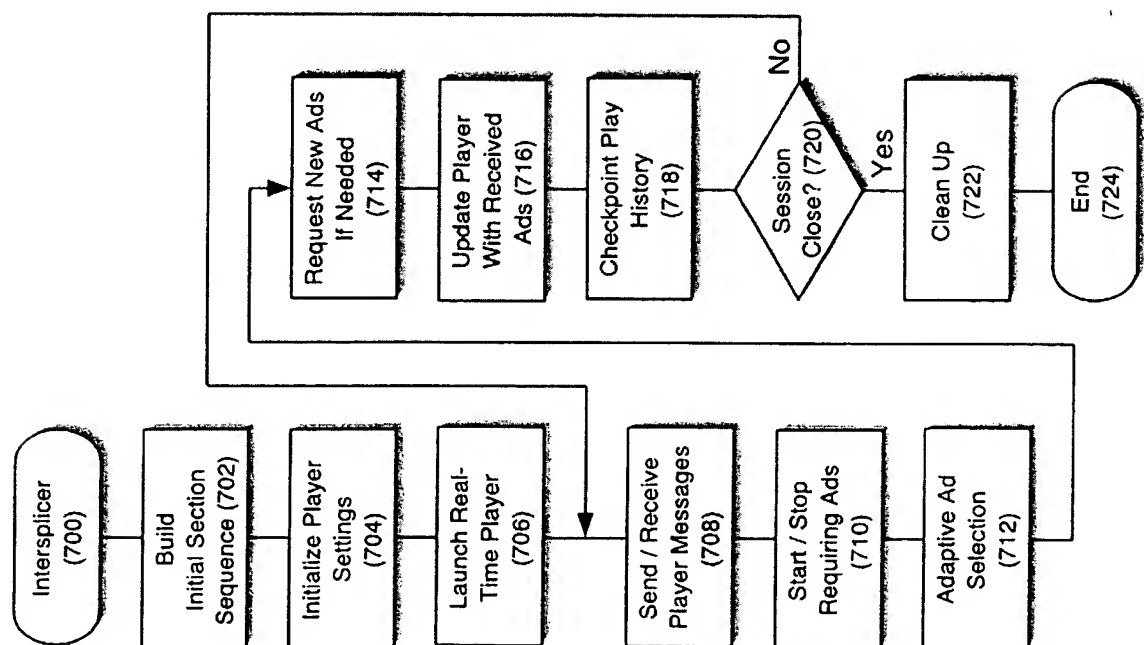 Intersplicer
(700)
Build
Initial Section
Sequence (702)
Initialize Player
Settings
(704)
Launch Real-
Time Player
(706)
Send / Receive
Player Messages
(708)
Start / Stop
Requiring Ads
(710)
Adaptive Ad
Selection
(712)
Request New Ads
If Needed
(714)
Update Player
With Received
Ads (716)
Checkpoint Play
History
(718)
Session
Close? (720)
No
Yes
Clean Up
(722)
End
(724)